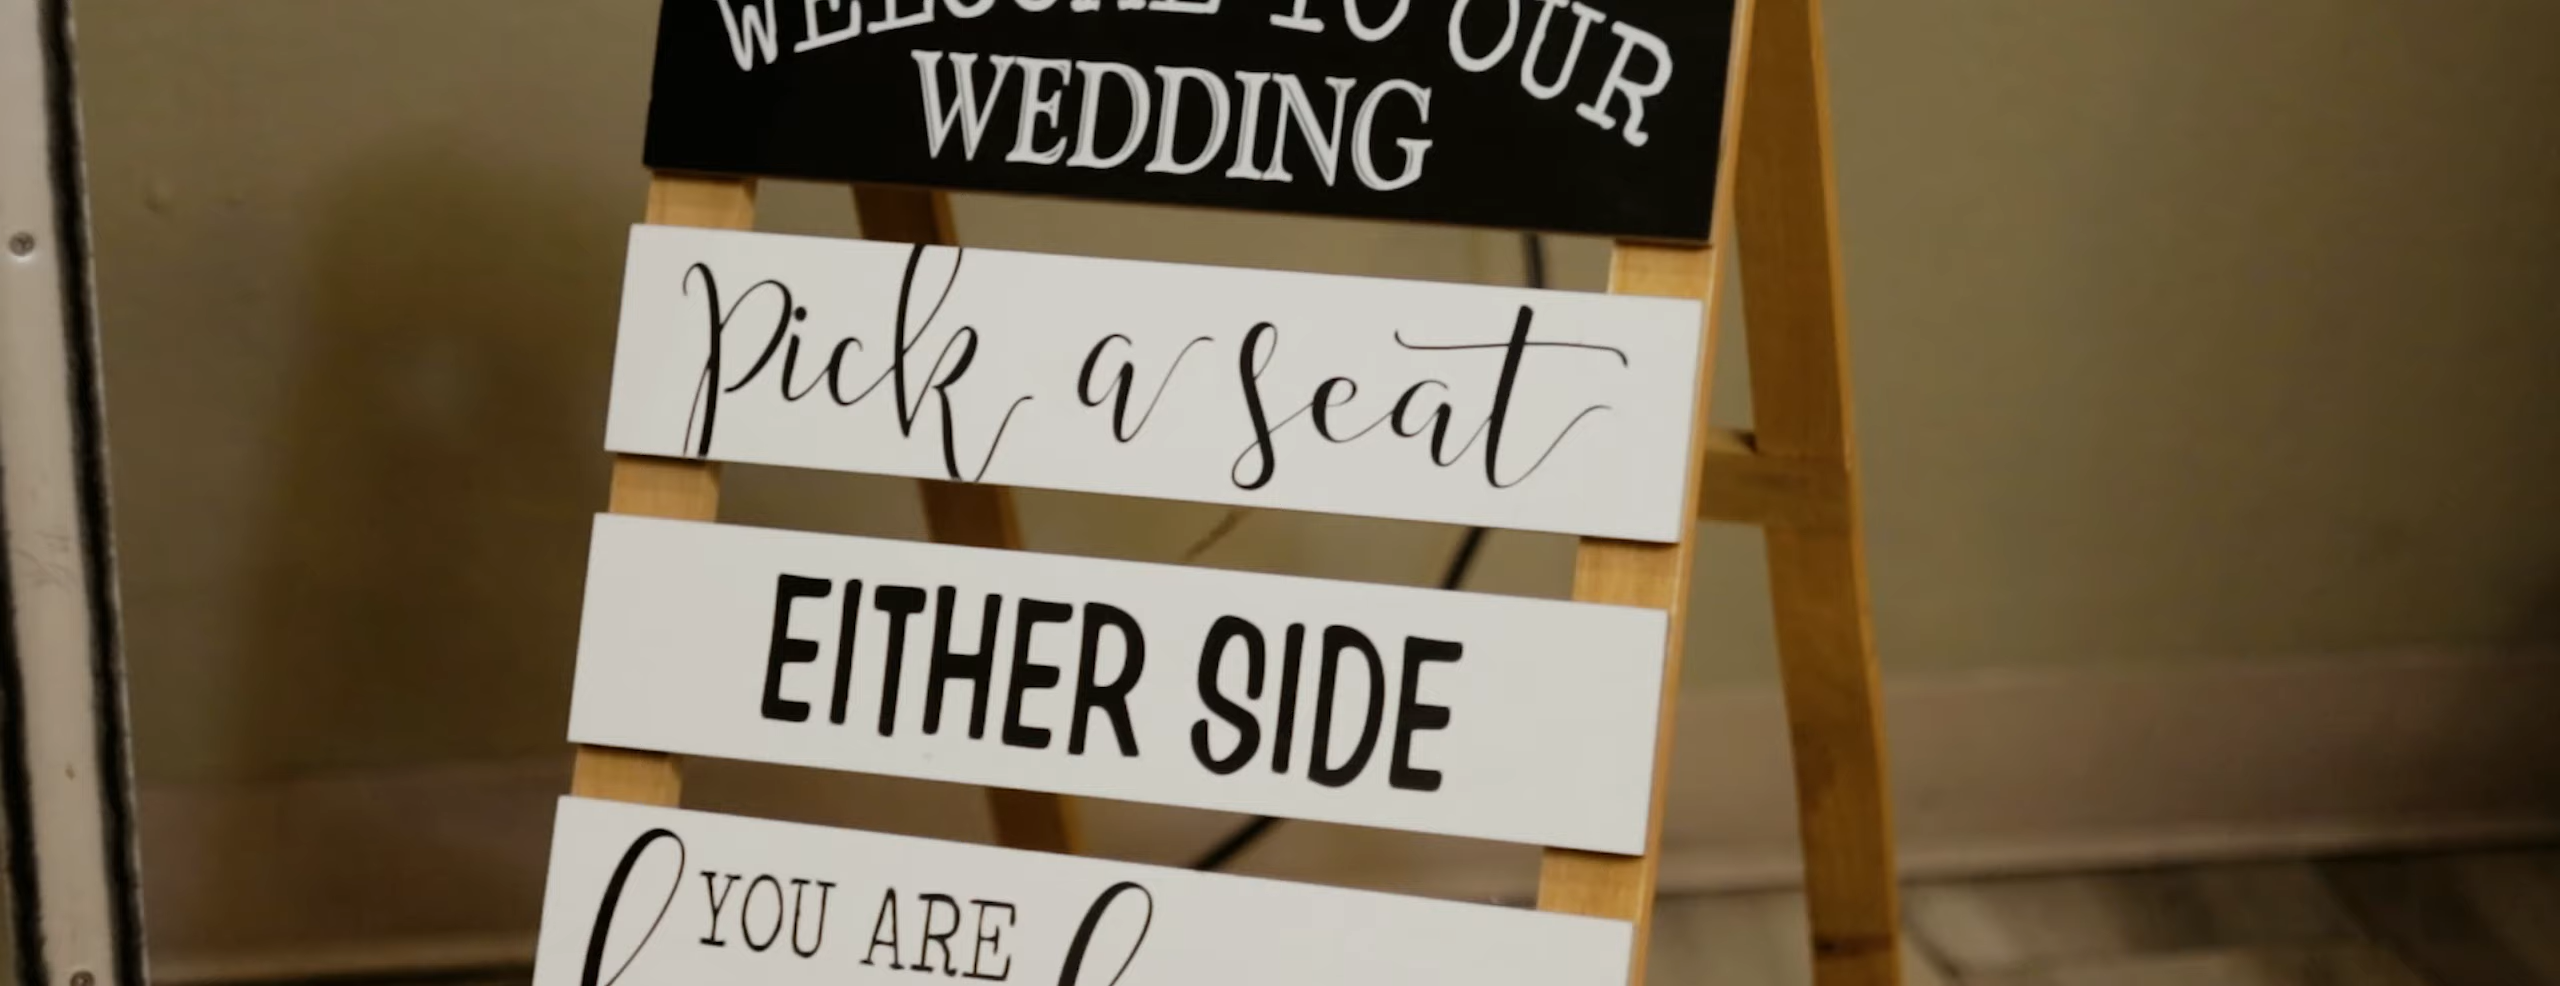 WELCOME TO OUR
WEDDING
pick a seat
EITHER SIDE
YOU ARE